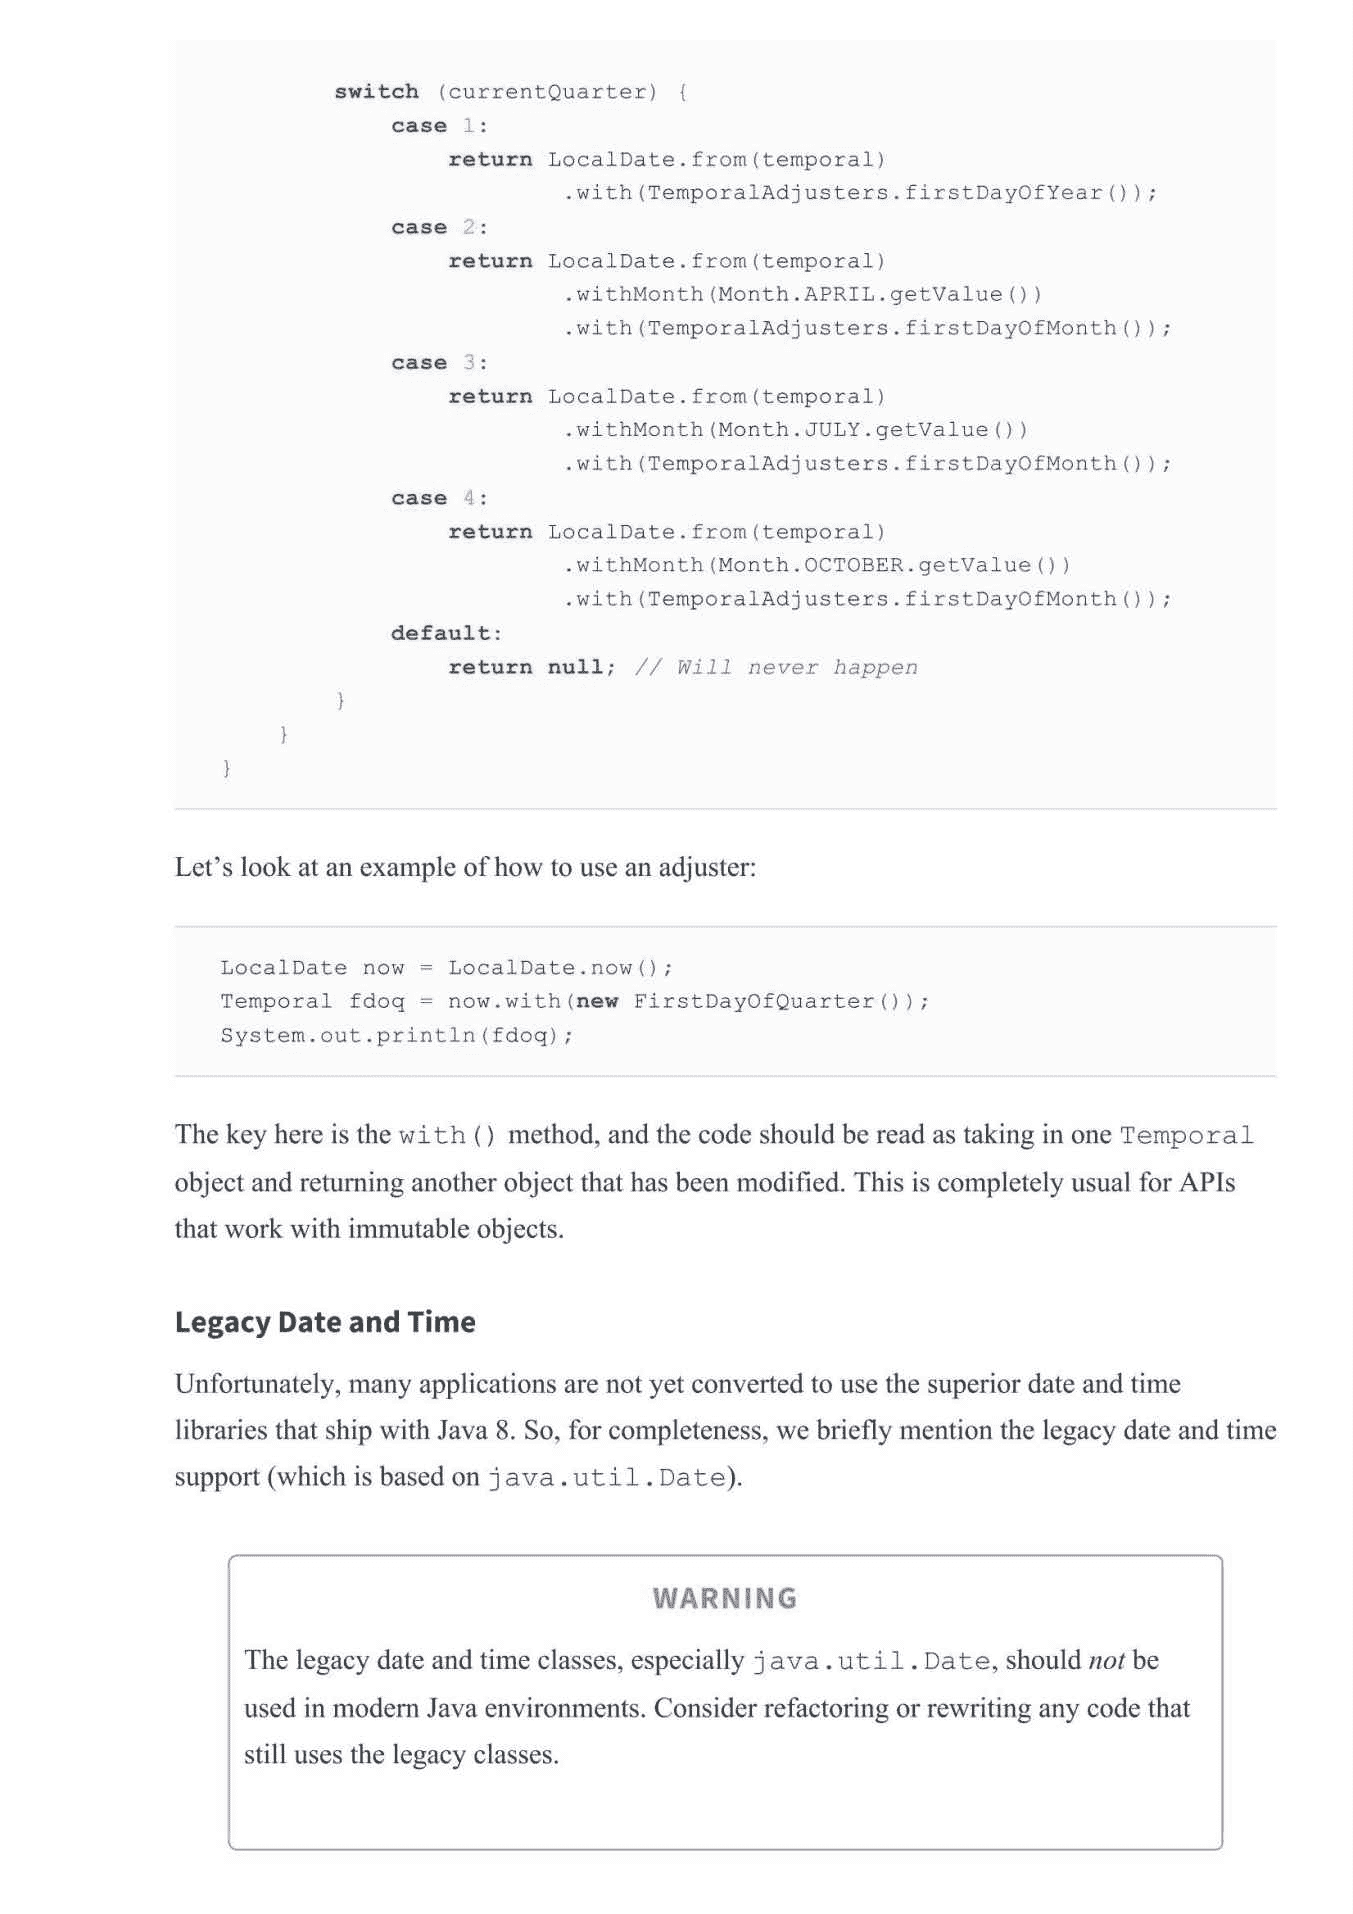 switch (currentQuarter) {
case 1:
return LocalDate.from(temporal)
.with(TemporalAdjusters.firstDayOfYear());
case 2:
return LocalDate.from(temporal)
.withMonth(Month.APRIL.getValue())
.with(TemporalAdjusters.firstDayOfMonth());
case 3:
return LocalDate.from(temporal)
.withMonth(Month.JULY.getValue())
.with(TemporalAdjusters.firstDayOfMonth());
case 4:
return LocalDate.from(temporal)
.withMonth(Month.OCTOBER.getValue())
.with(TemporalAdjusters.firstDayOfMonth());
default:
return null; // Will never happen
}
}
}
Let’s look at an example of how to use an adjuster:
LocalDate now = LocalDate.now();
Temporal fdoq = now.with(new FirstDayOfQuarter());
System.out.println(fdoq);
The key here is the with() method, and the code should be read as taking in one Temporal
object and returning another object that has been modified. This is completely usual for APIs
that work with immutable objects.
Legacy Date and Time
Unfortunately, many applications are not yet converted to use the superior date and time
libraries that ship with Java 8. So, for completeness, we briefly mention the legacy date and time
support (which is based on java.util.Date).
WARNING
The legacy date and time classes, especially java.util.Date, should not be
used in modern Java environments. Consider refactoring or rewriting any code that
still uses the legacy classes.